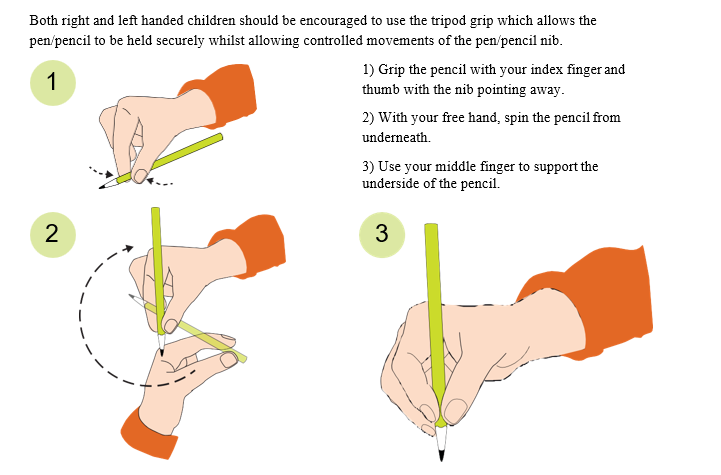 Both right and left handed children should be encouraged to use the tripod grip which allows the
pen/pencil to be held securely whilst allowing controlled movements of the pen/pencil nib.
1
1) Grip the pencil with your index finger and
thumb with the nib pointing away.
2) With your free hand, spin the pencil from
underneath.
3) Use your middle finger to support the
underside of the pencil.
2
3